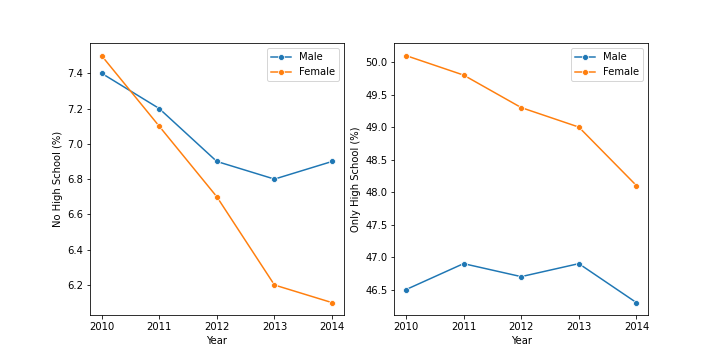 No High School (%)
7.4
7.2
7.0
6.8
6.6
6.4
6.2
2010 2011 2012 2013 2014
Year
Male
Female
Only High School (%)
50.0
49.5
49.0
48.5
48.0
47.5
47.0
46.5
2010 2011 2012 2013 2014
Year
Male
Female